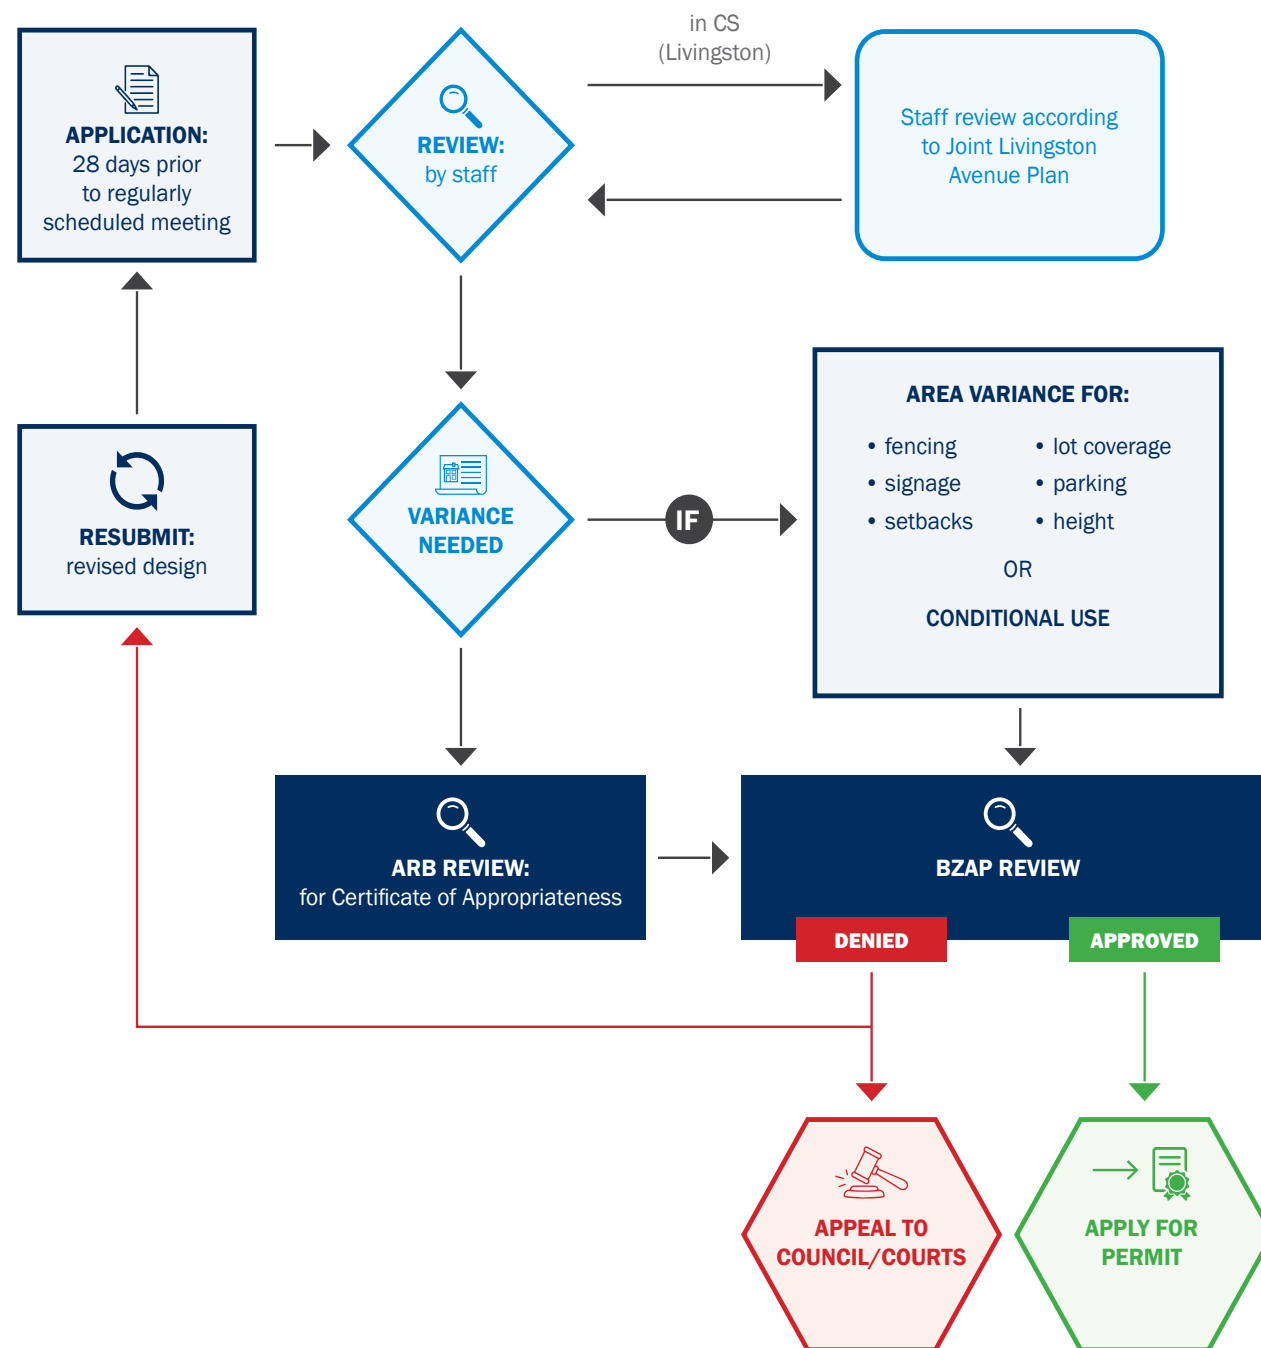 in CS
(Livingston)
APPLICATION:
28 days prior
to regularly
scheduled meeting
REVIEW:
by staff
Staff review according
to Joint Livingston
Avenue Plan
RESUBMIT:
revised design
VARIANCE
NEEDED
IF
AREA VARIANCE FOR:
• fencing
• signage
• setbacks
• lot coverage
• parking
• height
OR
CONDITIONAL USE
ARB REVIEW:
for Certificate of Appropriateness
BZAP REVIEW
DENIED
APPROVED
APPEAL TO
COUNCIL/COURTS
APPLY FOR
PERMIT